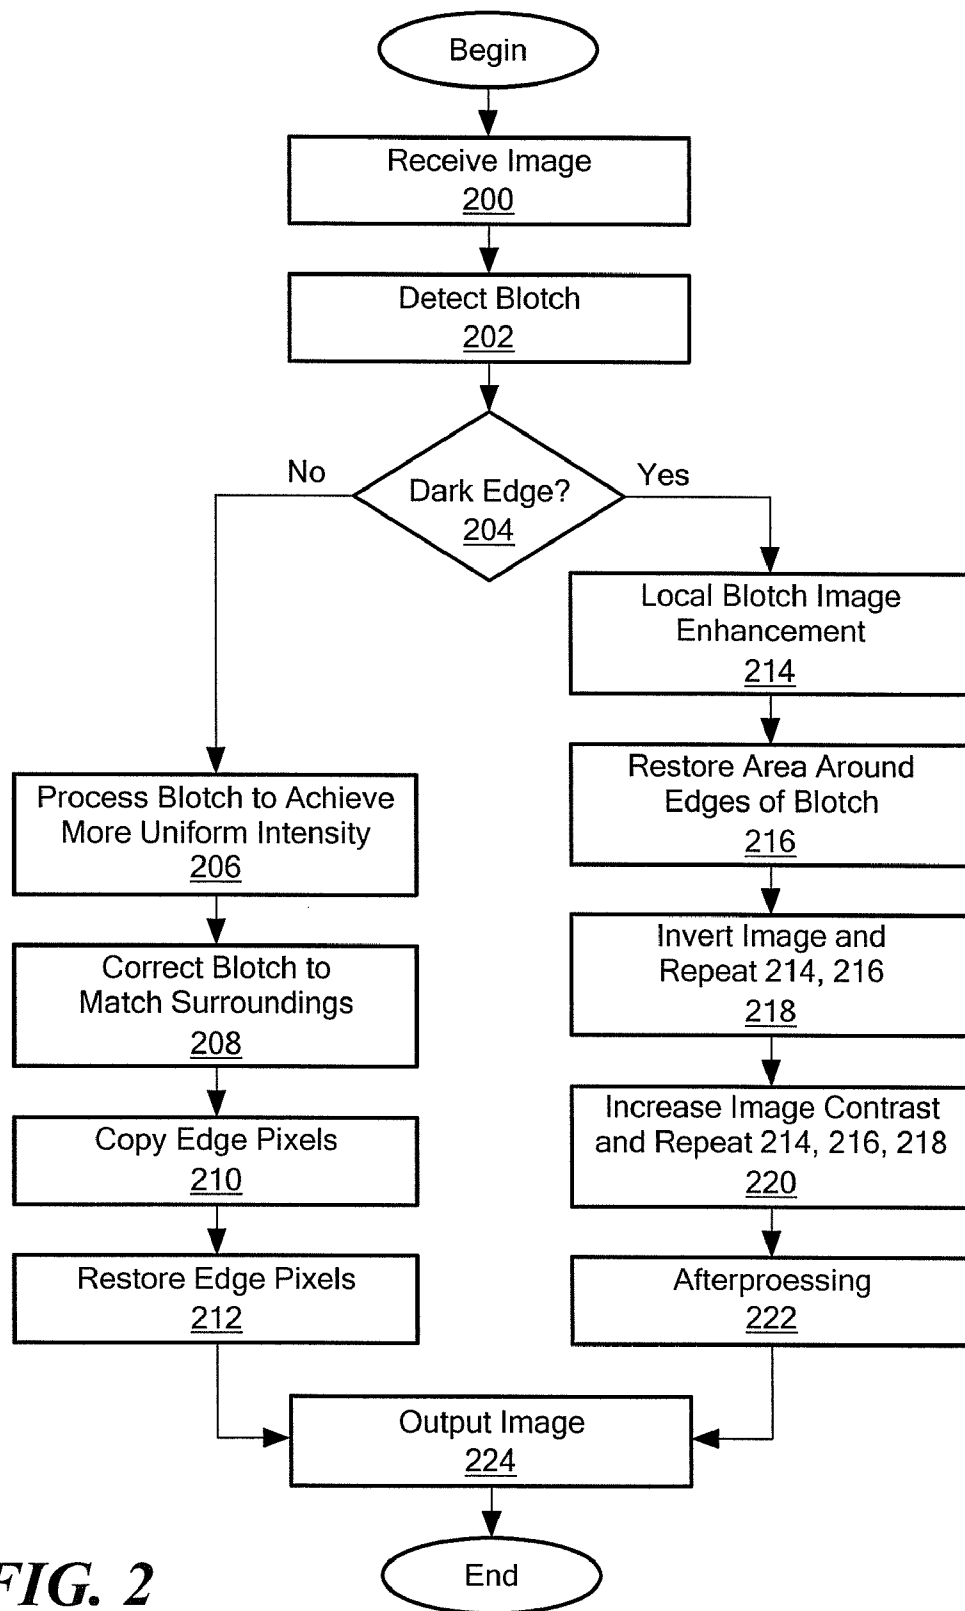 Begin
Receive Image
200
Detect Blotch
202
Dark Edge?
204
No
Yes
Process Blotch to Achieve
More Uniform Intensity
206
Correct Blotch to
Match Surroundings
208
Copy Edge Pixels
210
Restore Edge Pixels
212
Local Blotch Image
Enhancement
214
Restore Area Around
Edges of Blotch
216
Invert Image and
Repeat 214, 216
218
Increase Image Contrast
and Repeat 214, 216, 218
220
Afterproessing
222
Output Image
224
End
FIG. 2